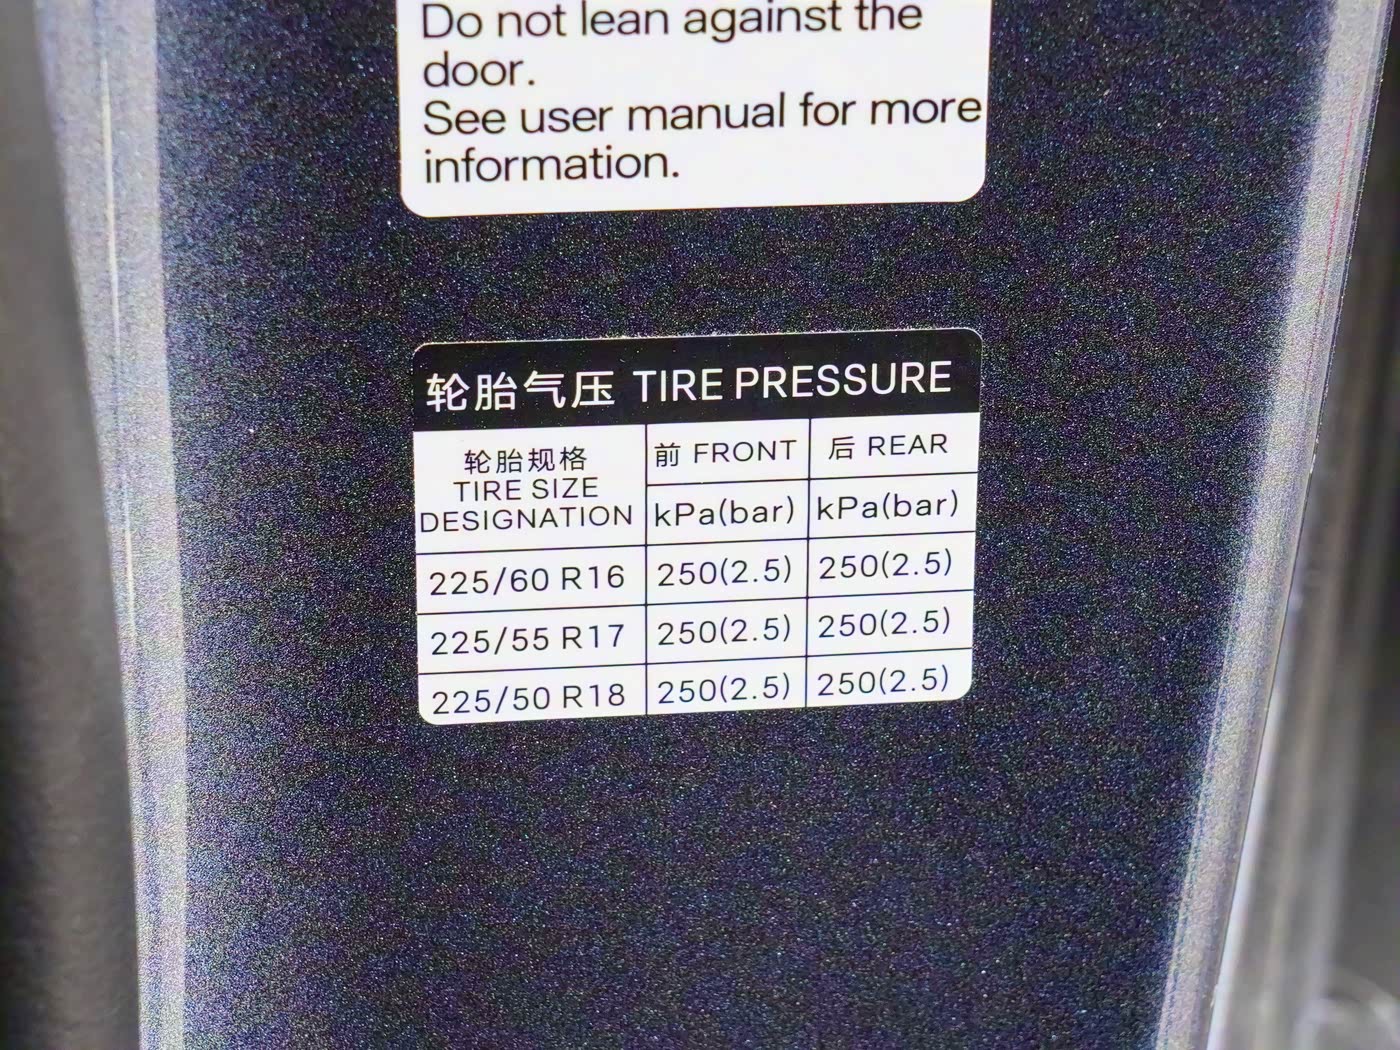 Do not lean against the
door.
See user manual for more
information.
轮胎气压 TIRE PRESSURE
轮胎规格
TIRE SIZE
DESIGNATION
前 FRONT 后 REAR
kPa(bar) kPa(bar)
225/60 R16 250(2.5) 250(2.5)
225/55 R17 250(2.5) 250(2.5)
225/50 R18 250(2.5) 250(2.5)